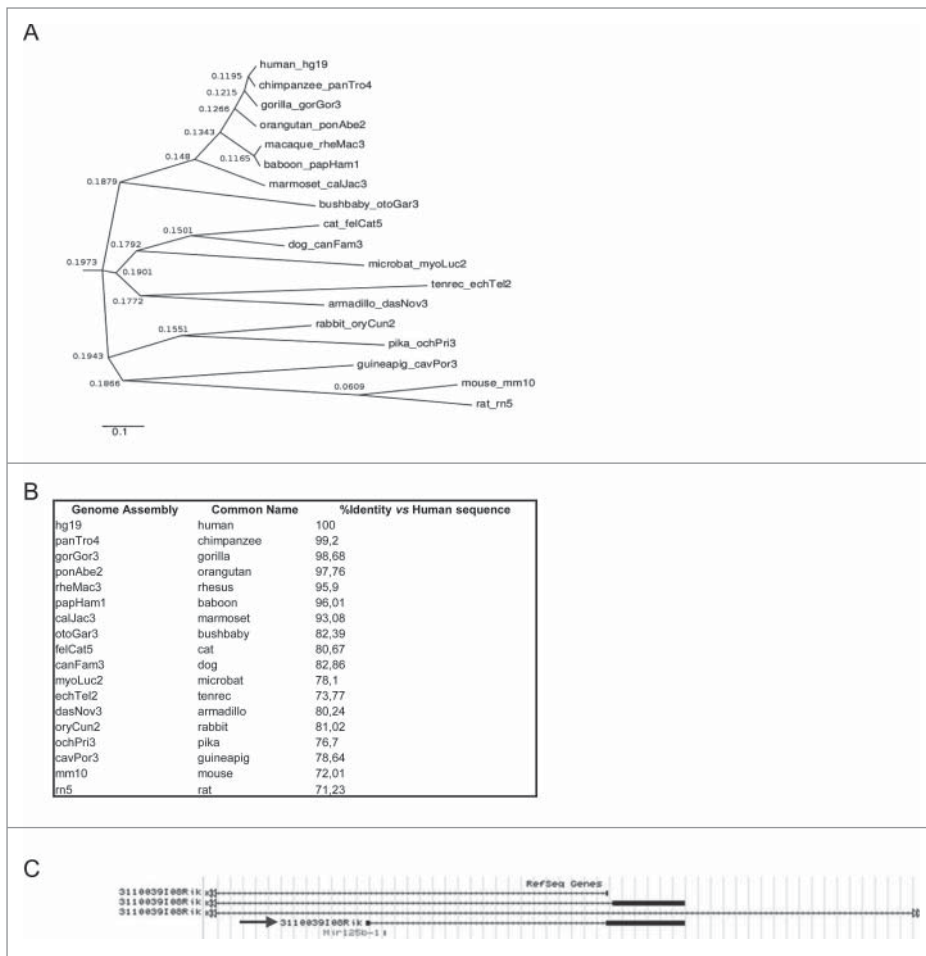 A
human_hg19
0.1195
chimpanzee_panTro4
0.1215
gorilla_gorGor3
0.1266
orangutan_ponAbe2
0.1343
macaque_rheMac3
0.148
0.1165
baboon_papHam1
0.1879
marmoset_calJac3
bushbaby_otoGar3
cat_felCat5
0.1501
0.1792
dog_canFam3
0.1973
microbat_myoLuc2
0.1901
tenrec_echTel2
0.1772
armadillo_dasNov3
0.1551
rabbit_oryCun2
pika_ochPri3
0.1943
guineapig_cavPor3
0.1866
0.0609
mouse_mm10
rat_rn5
0.1
B
Genome Assembly Common Name %Identity vs Human sequence
hg19 human 100
panTro4 chimpanzee 99,2
gorGor3 gorilla 98,68
ponAbe2 orangutan 97,76
rheMac3 rhesus 95,9
papHam1 baboon 96,01
calJac3 marmoset 93,08
otoGar3 bushbaby 82,39
felCat5 cat 80,67
canFam3 dog 82,86
myoLuc2 microbat 78,1
echTel2 tenrec 73,77
dasNov3 armadillo 80,24
oryCun2 rabbit 81,02
ochPri3 pika 76,7
cavPor3 guineapig 78,64
mm10 mouse 72,01
rn5 rat 71,23
C
RefSeq Genes
3110039I08Rik
3110039I08Rik
3110039I08Rik
3110039I08Rik
Mir125b-1